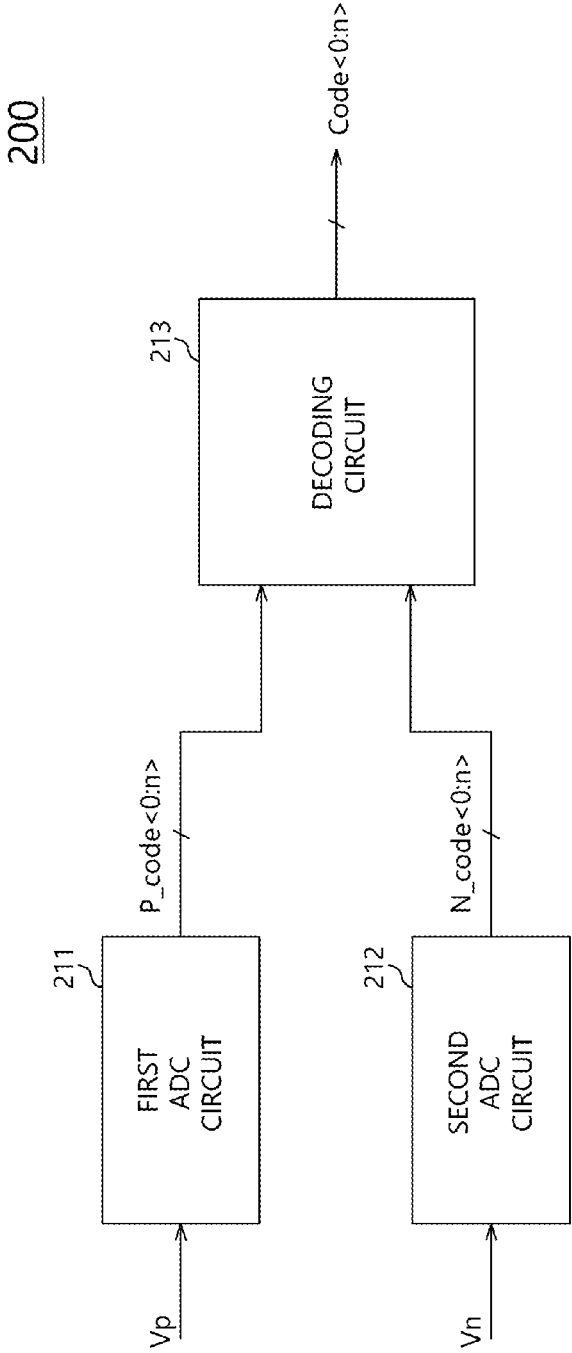 200
Vp
211
FIRST
ADC
CIRCUIT
P_code<0:n>
Vn
212
SECOND
ADC
CIRCUIT
N_code<0:n>
213
DECODING
CIRCUIT
Code<0:n>